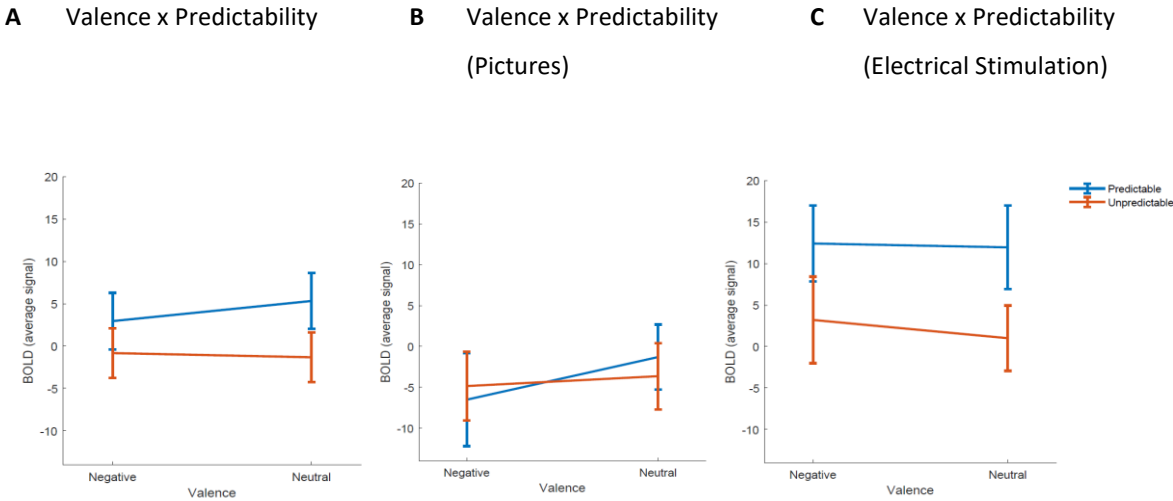 A Valence x Predictability
B Valence x Predictability
(Pictures)
C Valence x Predictability
(Electrical Stimulation)
20
15
10
5
0
-5
-10
BOLD (average signal)
Negative
Neutral
Valence
20
15
10
5
0
-5
-10
BOLD (average signal)
Negative
Neutral
Valence
20
15
10
5
0
-5
-10
BOLD (average signal)
Negative
Neutral
Valence
Predictable
Unpredictable